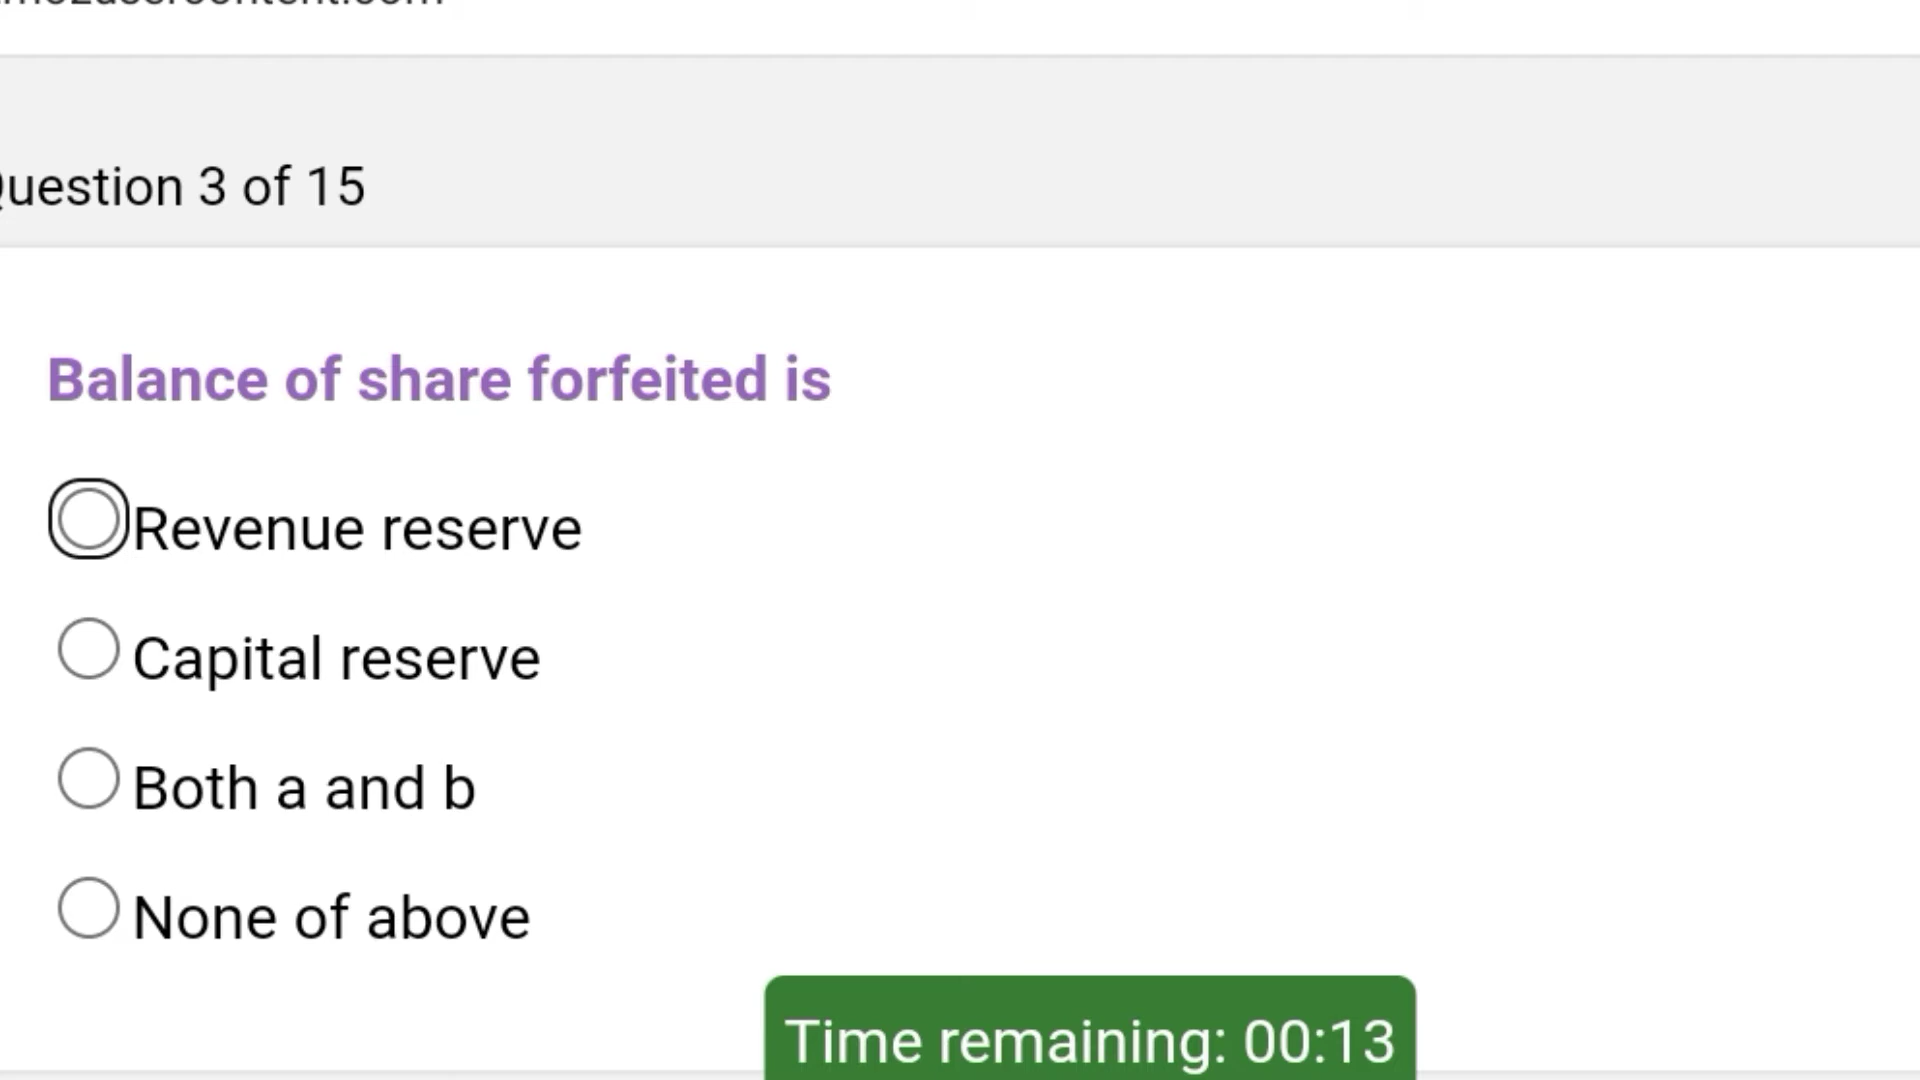 Question 3 of 15
Balance of share forfeited is
Revenue reserve
Capital reserve
Both a and b
None of above
Time remaining: 00:13